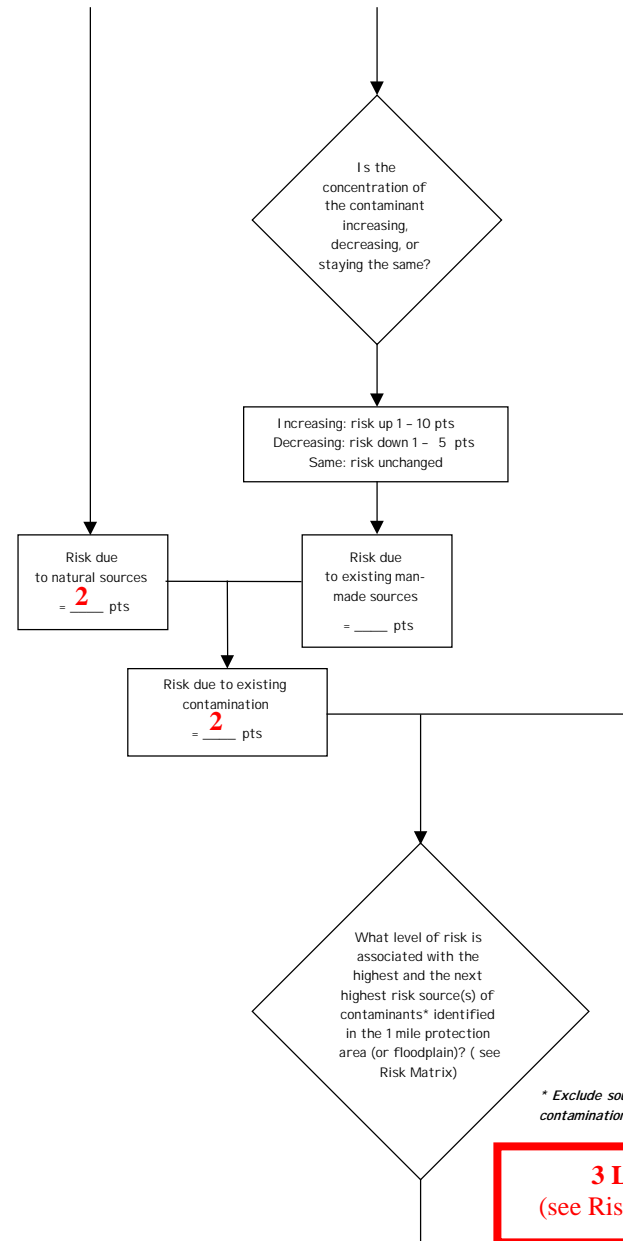 Is the
concentration of
the contaminant
increasing,
decreasing, or
staying the same?
Increasing: risk up 1 – 10 pts
Decreasing: risk down 1 – 5 pts
Same: risk unchanged
Risk due
to natural sources
= 2 pts
Risk due
to existing man-
made sources
= ____ pts
Risk due to existing
contamination
= 2 pts
What level of risk is
associated with the
highest and the next
highest risk source(s) of
contaminants* identified
in the 1 mile protection
area (or floodplain)? ( see
Risk Matrix)
* Exclude
contamination
3
(see